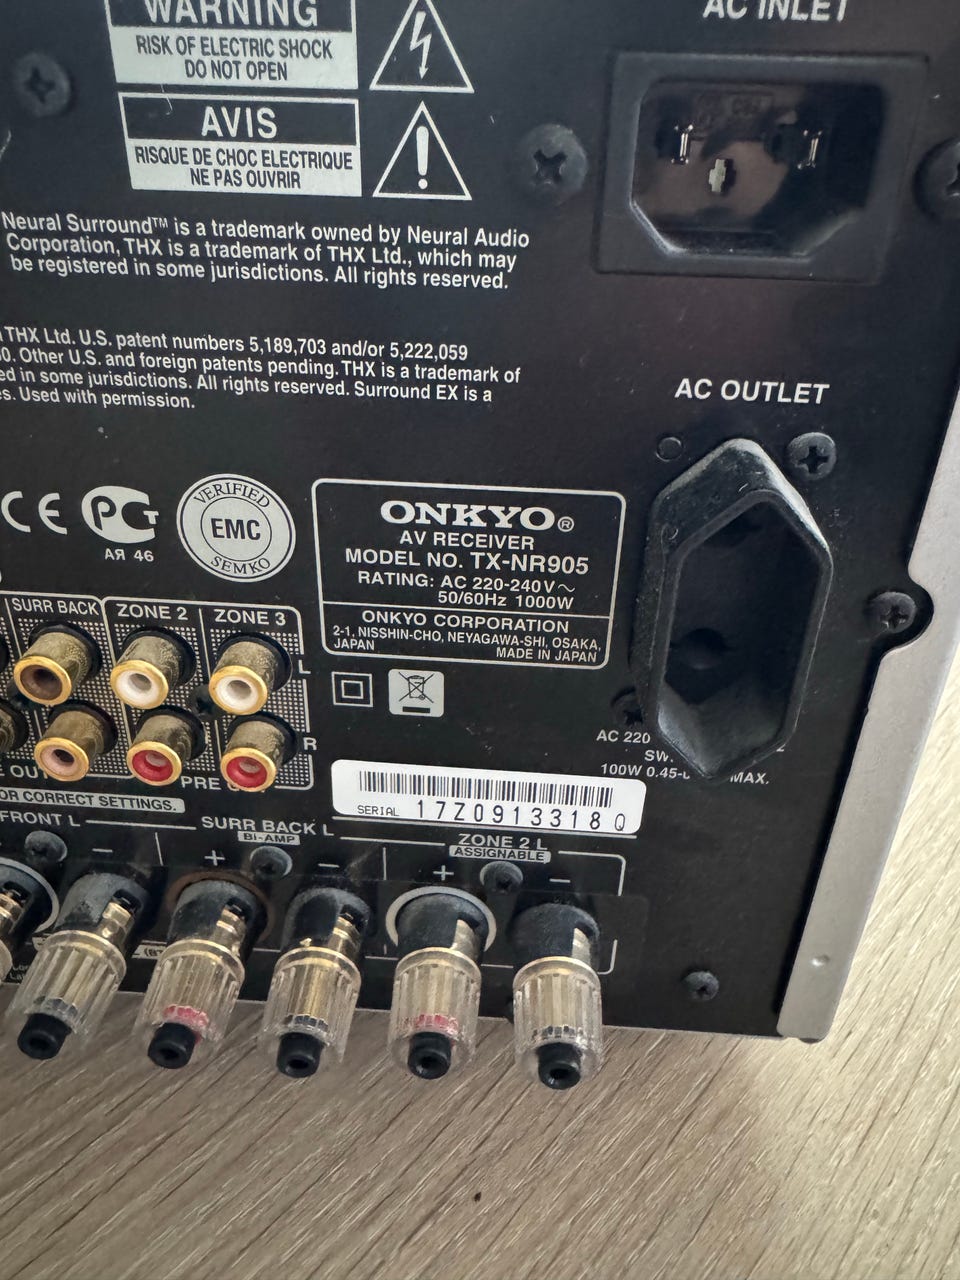 WARNING
RISK OF ELECTRIC SHOCK
DO NOT OPEN
AVIS
RISQUE DE CHOC ELECTRIQUE
NE PAS OUVRIR
AC INLET
Neural Surround™ is a trademark owned by Neural Audio
Corporation, THX is a trademark of THX Ltd., which may
be registered in some jurisdictions. All rights reserved.
THX Ltd. U.S. patent numbers 5,189,703 and/or 5,222,059
0. Other U.S. and foreign patents pending. THX is a trademark of
ed in some jurisdictions. All rights reserved. Surround EX is a
s. Used with permission.
AC OUTLET
CE
PCT
АЯ 46
VERIFIED
EMC
SEMKO
ONKYO®
AV RECEIVER
MODEL NO. TX-NR905
RATING: AC 220-240V~
50/60Hz 1000W
ONKYO CORPORATION
2-1, NISSHIN-CHO, NEYAGAWA-SHI, OSAKA,
JAPAN MADE IN JAPAN
SURR BACK ZONE 2 ZONE 3
L
R
PRE
AC 220
100W 0.45- MAX.
OR CORRECT SETTINGS.
SERIAL 17Z0913318Q
FRONT L
SURR BACK L
BI-AMP
ZONE 2 L
ASSIGNABLE
− + − + −